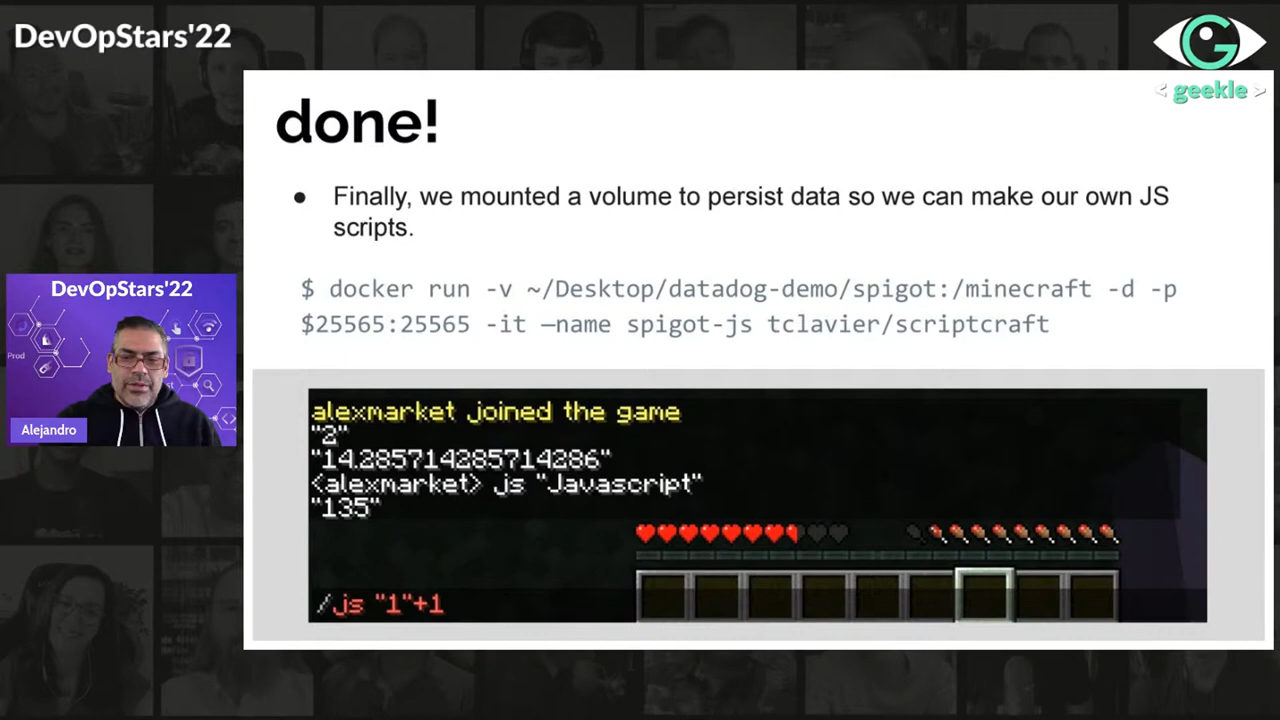 DevOpStars'22
G
< geekle >
done!
● Finally, we mounted a volume to persist data so we can make our own JS
scripts.
$ docker run -v ~/Desktop/datadog-demo/spigot:/minecraft -d -p
$25565:25565 -it —name spigot-js tclavier/scriptcraft
DevOpStars'22
Prod
Alejandro
alexmarket joined the game
"2"
"14.285714285714286"
<alexmarket> js "Javascript"
"135"
/js "1"+1